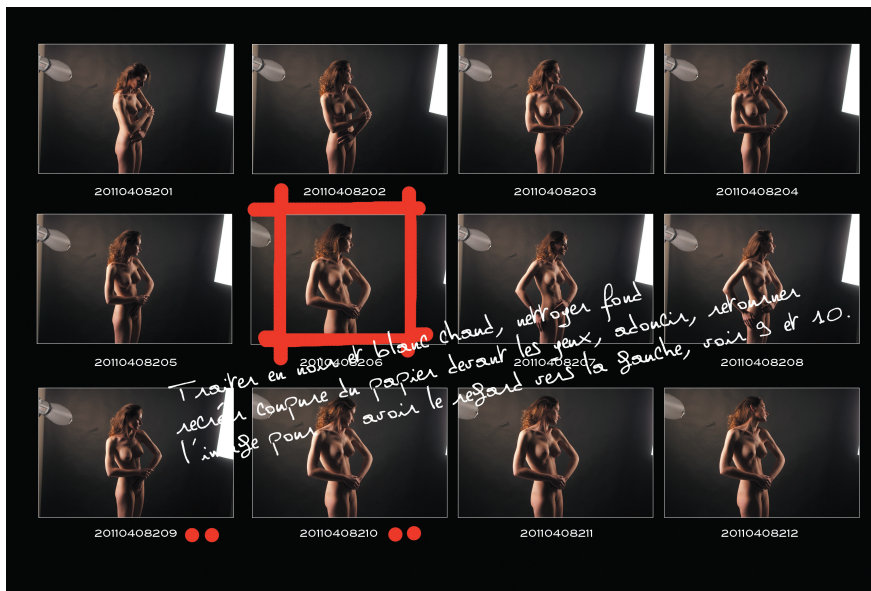 20110408201 20110408202 20110408203 20110408204
20110408205 20110408206 20110408207 20110408208
Traiter en noir et blanc chaud, nettoyer fond
recréer coupure du papier devant les yeux, adoucir, retourner
l'image pour avoir le regard vers la gauche, voir 9 et 10.
20110408209 20110408210 20110408211 20110408212